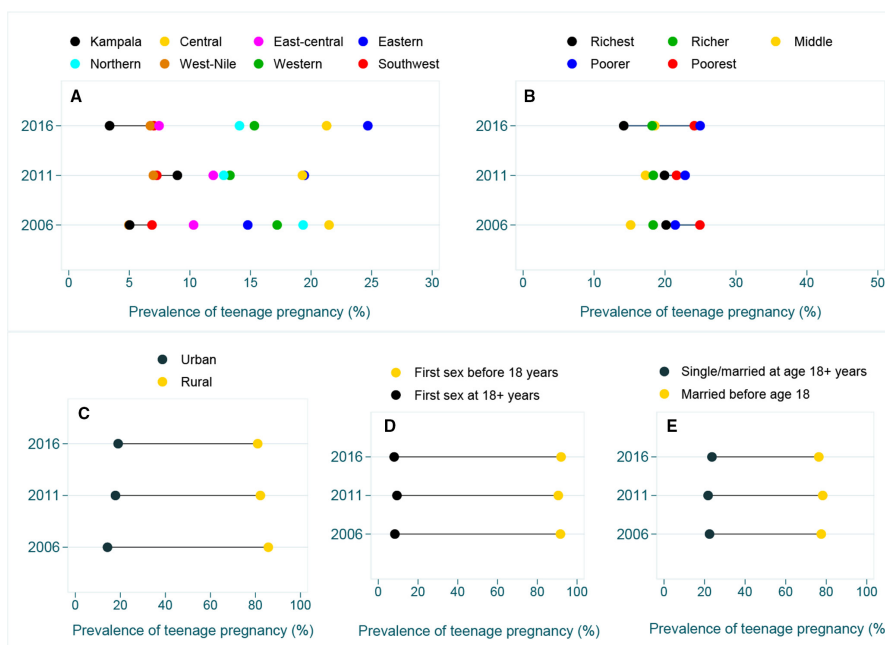 Kampala Central East-central Eastern
Northern West-Nile Western Southwest
A
2016
2011
2006
0 5 10 15 20 25 30
Prevalence of teenage pregnancy (%)
Richest Richer Middle
Poorer Poorest
B
2016
2011
2006
0 10 20 30 40 50
Prevalence of teenage pregnancy (%)
Urban
Rural
C
2016
2011
2006
0 20 40 60 80 100
Prevalence of teenage pregnancy (%)
First sex before 18 years
First sex at 18+ years
D
2016
2011
2006
0 20 40 60 80 100
Prevalence of teenage pregnancy (%)
Single/married at age 18+ years
Married before age 18
E
2016
2011
2006
0 20 40 60 80 100
Prevalence of teenage pregnancy (%)